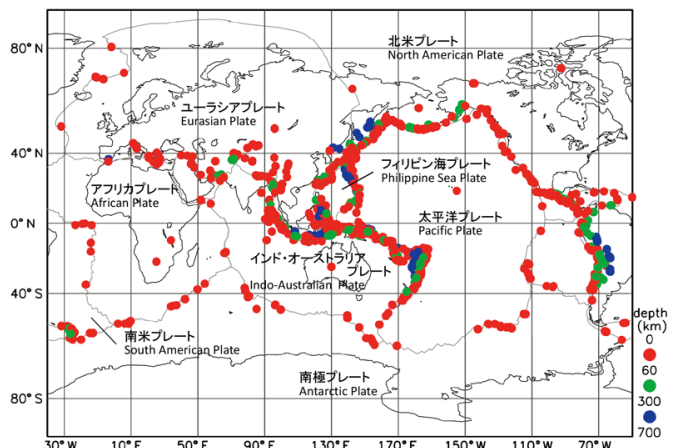 80° N
40° N
0° N
40° S
80° S
北米プレート
North American Plate
ユーラシアプレート
Eurasian Plate
フィリピン海プレート
Philippine Sea Plate
アフリカプレート
African Plate
太平洋プレート
Pacific Plate
インド・オーストラリア
プレート
Indo-Australian Plate
南米プレート
South American Plate
南極プレート
Antarctic Plate
depth
(km)
0
60
300
700
30° W
10° E
50° E
90° E
130° E
170° E
150° W
110° W
70° W